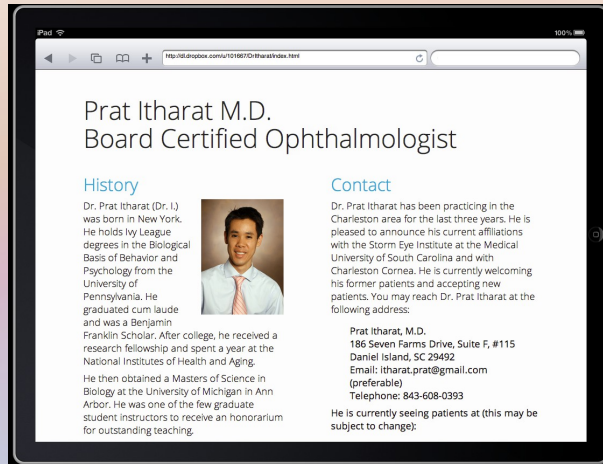 iPad
100%
http://dl.dropbox.com/u/101667/DrItharat/index.html
Prat Itharat M.D.
Board Certified Ophthalmologist
History
Dr. Prat Itharat (Dr. I.)
was born in New York.
He holds Ivy League
degrees in the Biological
Basis of Behavior and
Psychology from the
University of
Pennsylvania. He
graduated cum laude
and was a Benjamin
Franklin Scholar. After college, he received a
research fellowship and spent a year at the
National Institutes of Health and Aging.
He then obtained a Masters of Science in
Biology at the University of Michigan in Ann
Arbor. He was one of the few graduate
student instructors to receive an honorarium
for outstanding teaching.
Contact
Dr. Prat Itharat has been practicing in the
Charleston area for the last three years. He is
pleased to announce his current affiliations
with the Storm Eye Institute at the Medical
University of South Carolina and with
Charleston Cornea. He is currently welcoming
his former patients and accepting new
patients. You may reach Dr. Prat Itharat at the
following address:
Prat Itharat, M.D.
186 Seven Farms Drive, Suite F, #115
Daniel Island, SC 29492
Email: itharat.prat@gmail.com
(preferable)
Telephone: 843-608-0393
He is currently seeing patients at (this may be
subject to change):